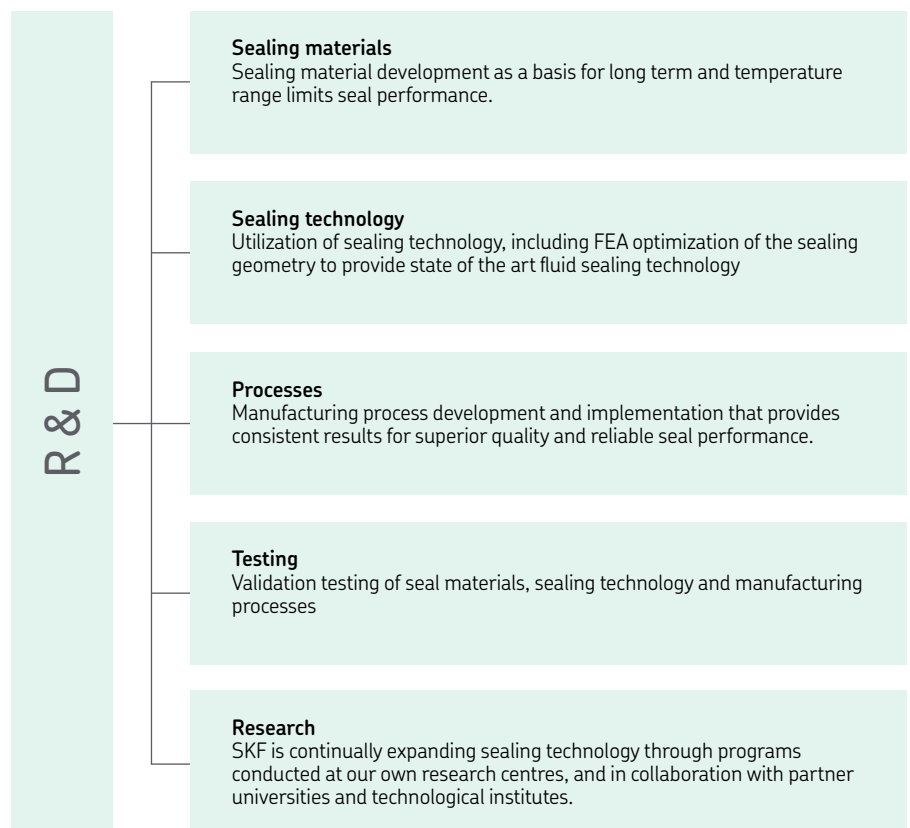 R & D
Sealing materials
Sealing material development as a basis for long term and temperature
range limits seal performance.
Sealing technology
Utilization of sealing technology, including FEA optimization of the sealing
geometry to provide state of the art fluid sealing technology
Processes
Manufacturing process development and implementation that provides
consistent results for superior quality and reliable seal performance.
Testing
Validation testing of seal materials, sealing technology and manufacturing
processes
Research
SKF is continually expanding sealing technology through programs
conducted at our own research centres, and in collaboration with partner
universities and technological institutes.